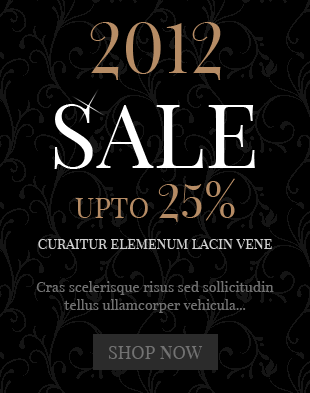 2012
SALE
UPTO 25%
CURAITUR ELEMENUM LACIN VENE
Cras scelerisque risus sed sollicitudin
tellus ullamcorper vehicula...
SHOP NOW